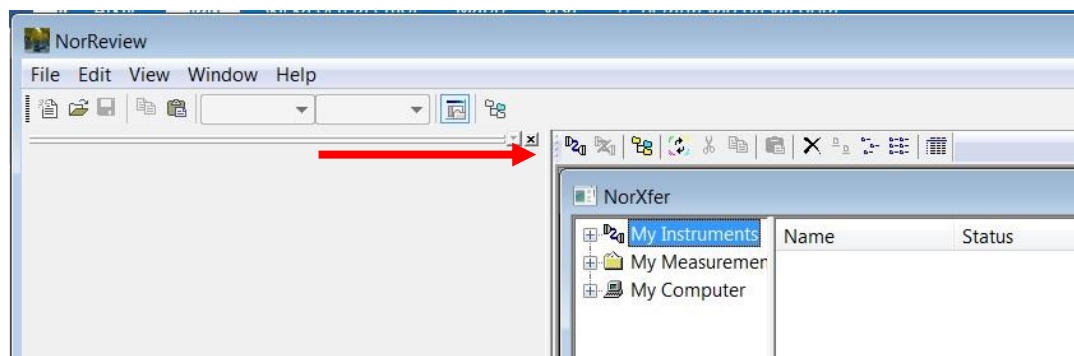 NorReview
File Edit View Window Help
NorXfer
My Instruments
My Measuremen
My Computer
Name Status